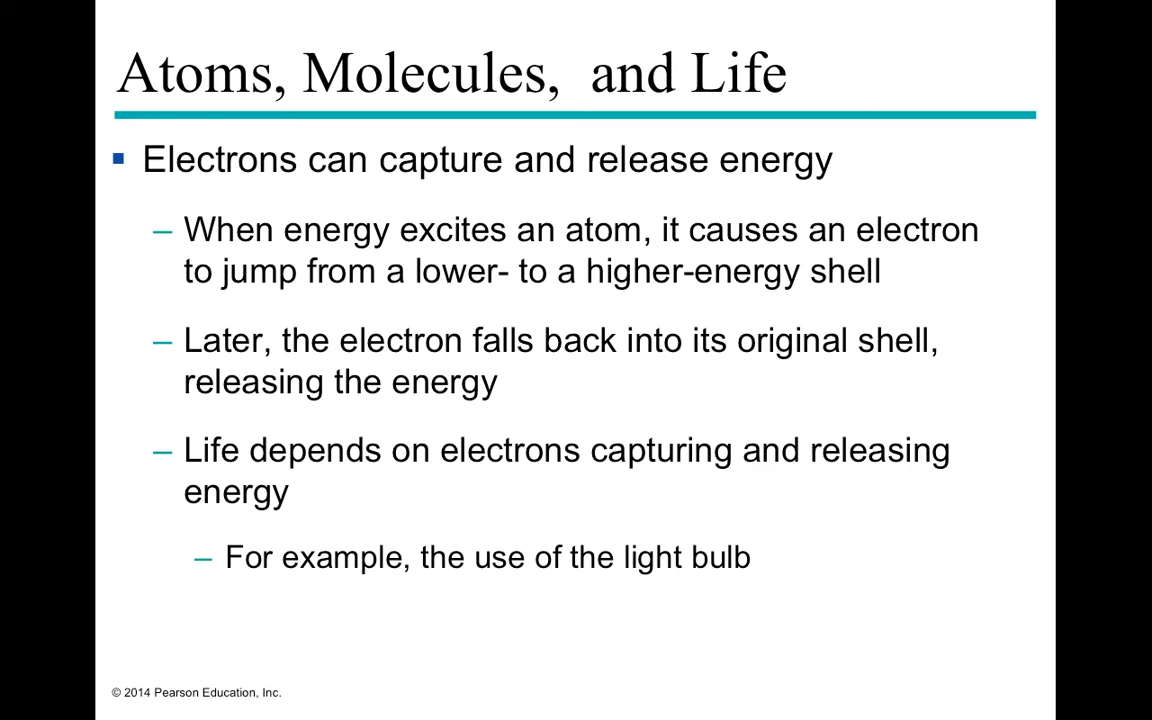 Atoms, Molecules,  and Life
▪ Electrons can capture and release energy
– When energy excites an atom, it causes an electron
to jump from a lower- to a higher-energy shell
– Later, the electron falls back into its original shell,
releasing the energy
– Life depends on electrons capturing and releasing
energy
– For example, the use of the light bulb
© 2014 Pearson Education, Inc.